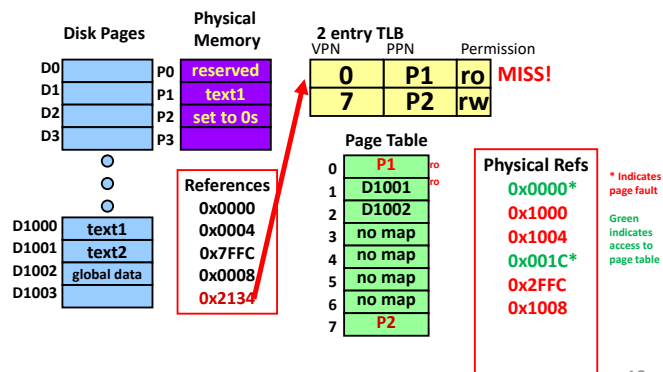 Disk Pages
D0
D1
D2
D3
D1000 text1
D1001 text2
D1002 global data
D1003
Physical
Memory
P0 reserved
P1 text1
P2 set to 0s
P3
References
0x0000
0x0004
0x7FFC
0x0008
0x2134
2 entry TLB
VPN PPN Permission
0 P1 ro MISS!
7 P2 rw
Page Table
0 P1 ro
1 D1001 ro
2 D1002
3 no map
4 no map
5 no map
6 no map
7 P2
Physical Refs
0x0000*
0x1000
0x1004
0x001C*
0x2FFC
0x1008
* Indicates
page fault
Green
indicates
access to
page table